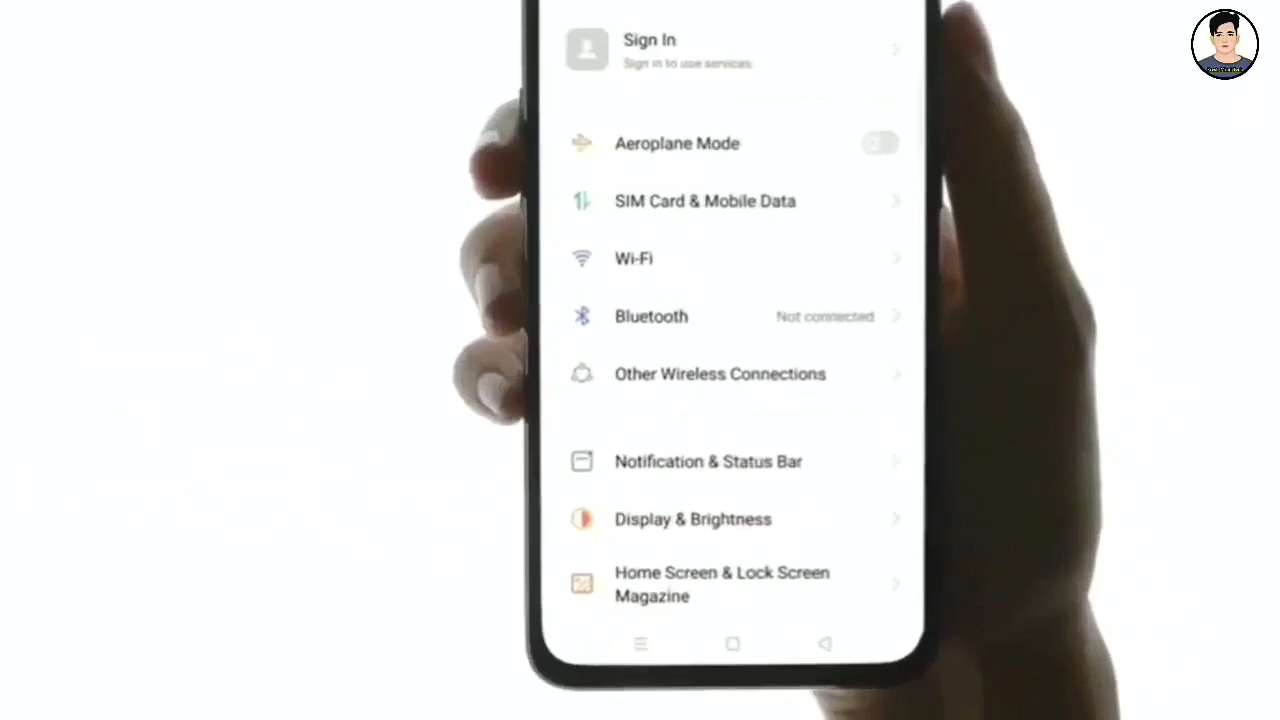 Sign In
Sign in to use services
Aeroplane Mode
SIM Card & Mobile Data
Wi-Fi
Bluetooth
Not connected
Other Wireless Connections
Notification & Status Bar
Display & Brightness
Home Screen & Lock Screen
Magazine